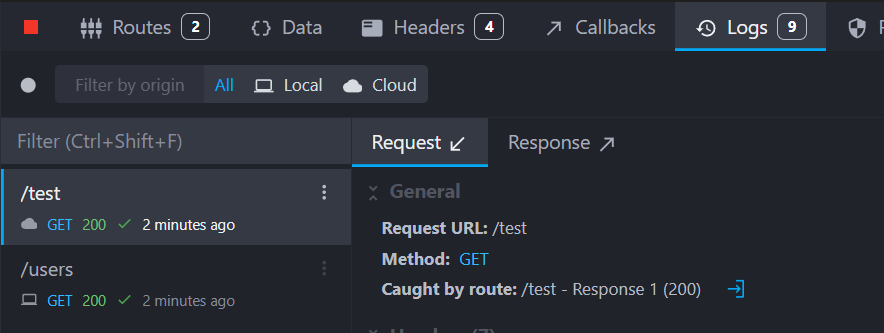 Routes 2 Data Headers 4 Callbacks Logs 9
Filter by origin All Local Cloud
Filter (Ctrl+Shift+F)
Request Response
/test
GET 200 2 minutes ago
/users
GET 200 2 minutes ago
General
Request URL: /test
Method: GET
Caught by route: /test - Response 1 (200)